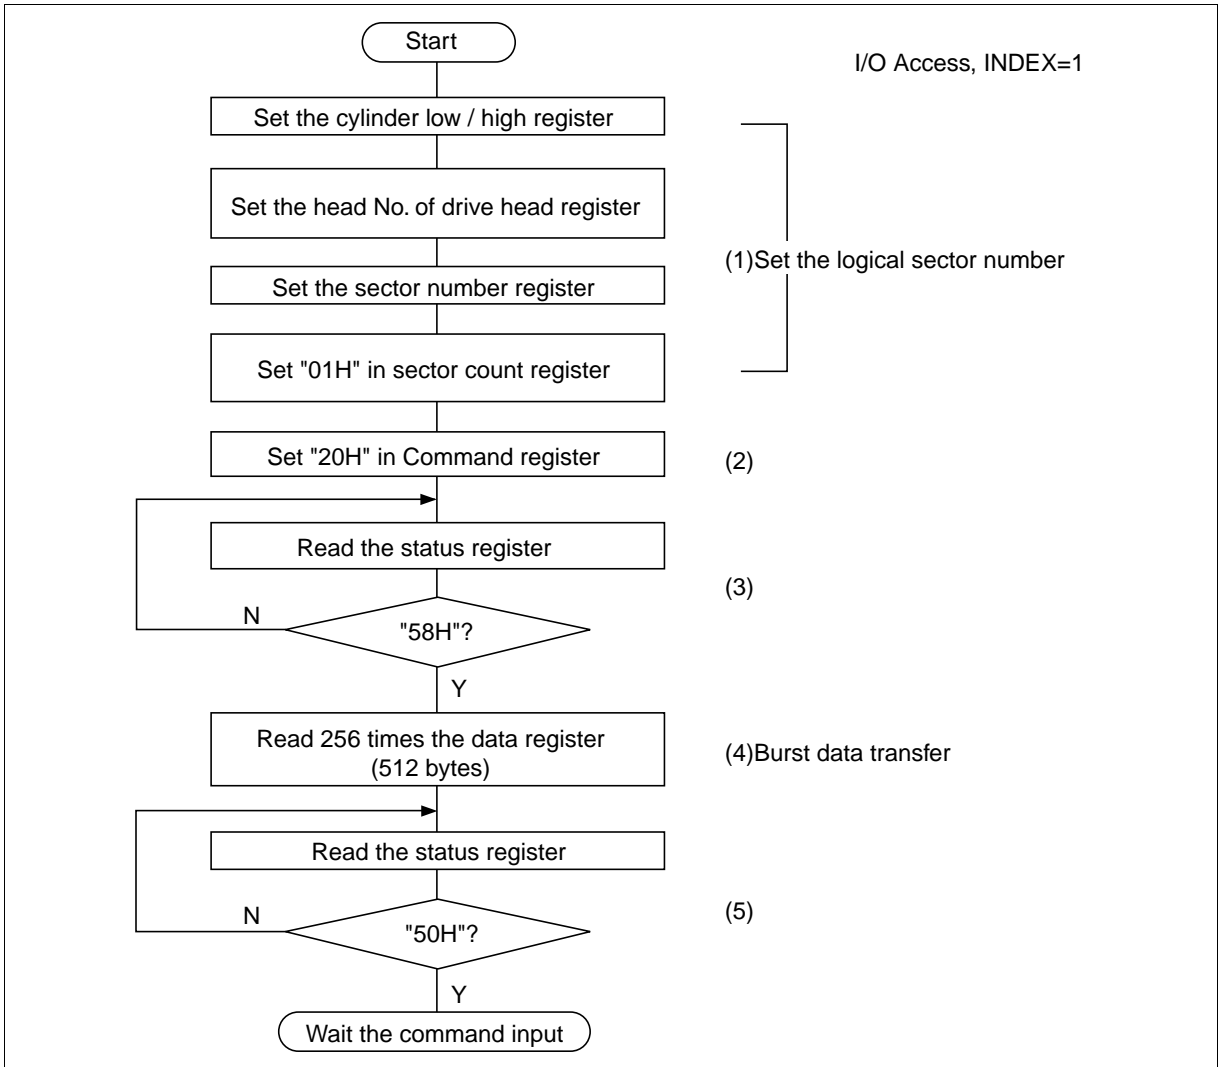 Start
I/O Access, INDEX=1
Set the cylinder low / high register
Set the head No. of drive head register
(1)Set the logical sector number
Set the sector number register
Set "01H" in sector count register
Set "20H" in Command register
(2)
Read the status register
(3)
N
"58H"?
Y
Read 256 times the data register
(512 bytes)
(4)Burst data transfer
Read the status register
N
(5)
"50H"?
Y
Wait the command input